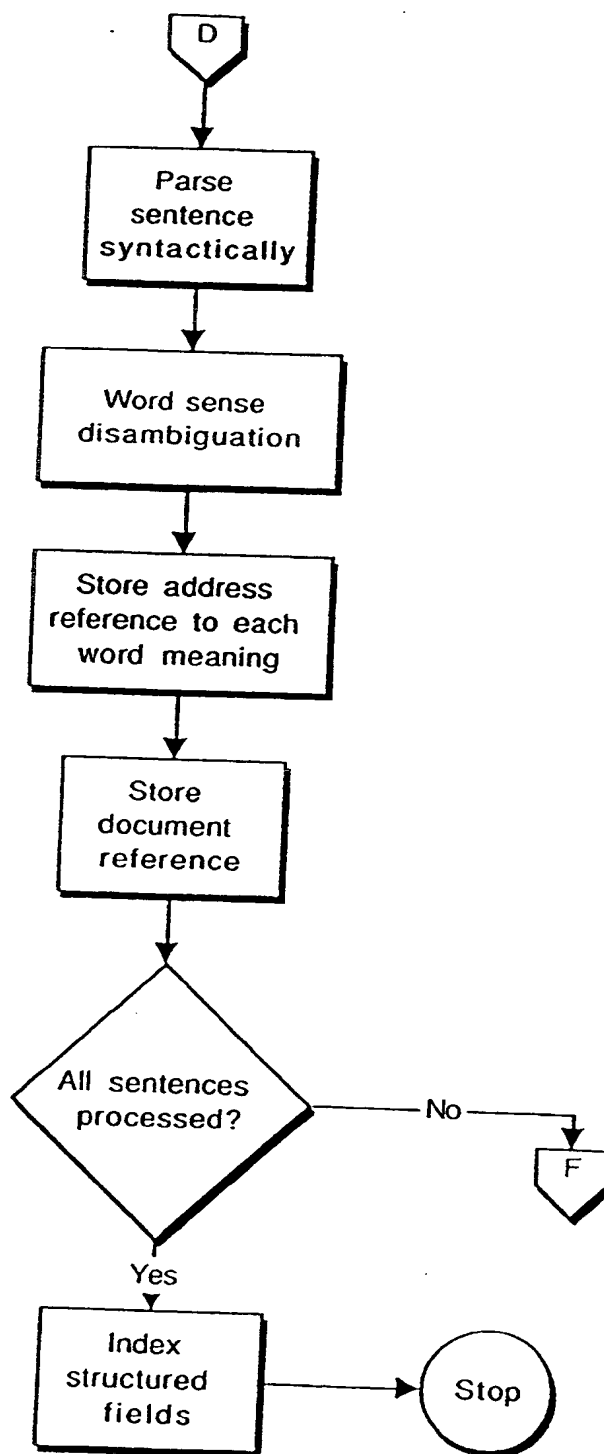 D
Parse
sentence
syntactically
Word sense
disambiguation
Store address
reference to each
word meaning
Store
document
reference
All sentences
processed?
No
F
Yes
Index
structured
fields
Stop